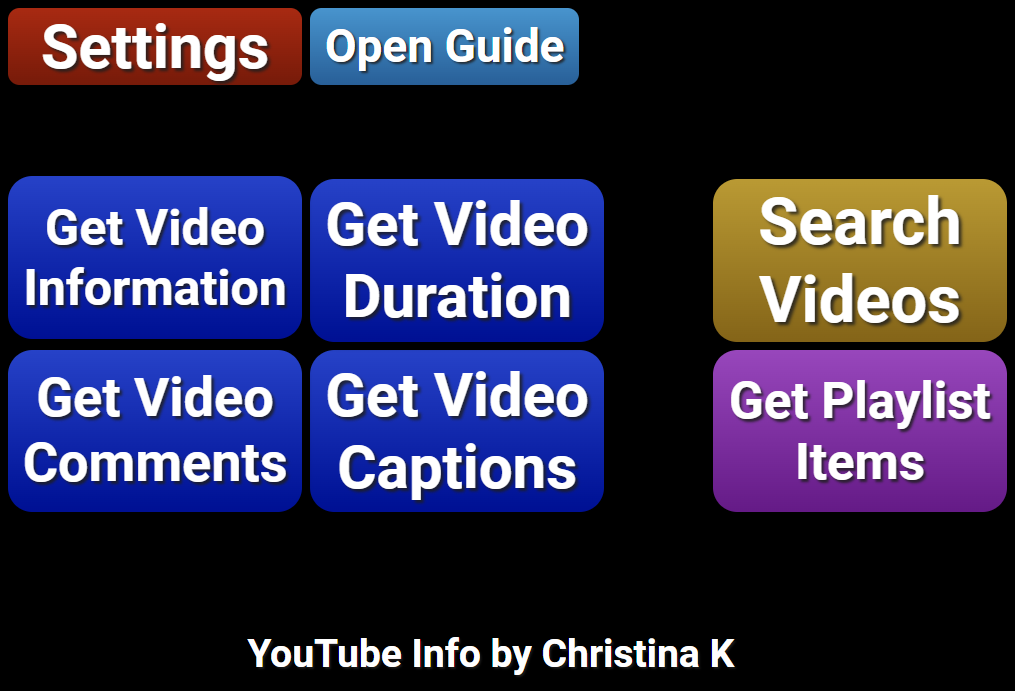 Settings
Open Guide
Get Video
Information
Get Video
Duration
Search
Videos
Get Video
Comments
Get Video
Captions
Get Playlist
Items
YouTube Info by Christina K